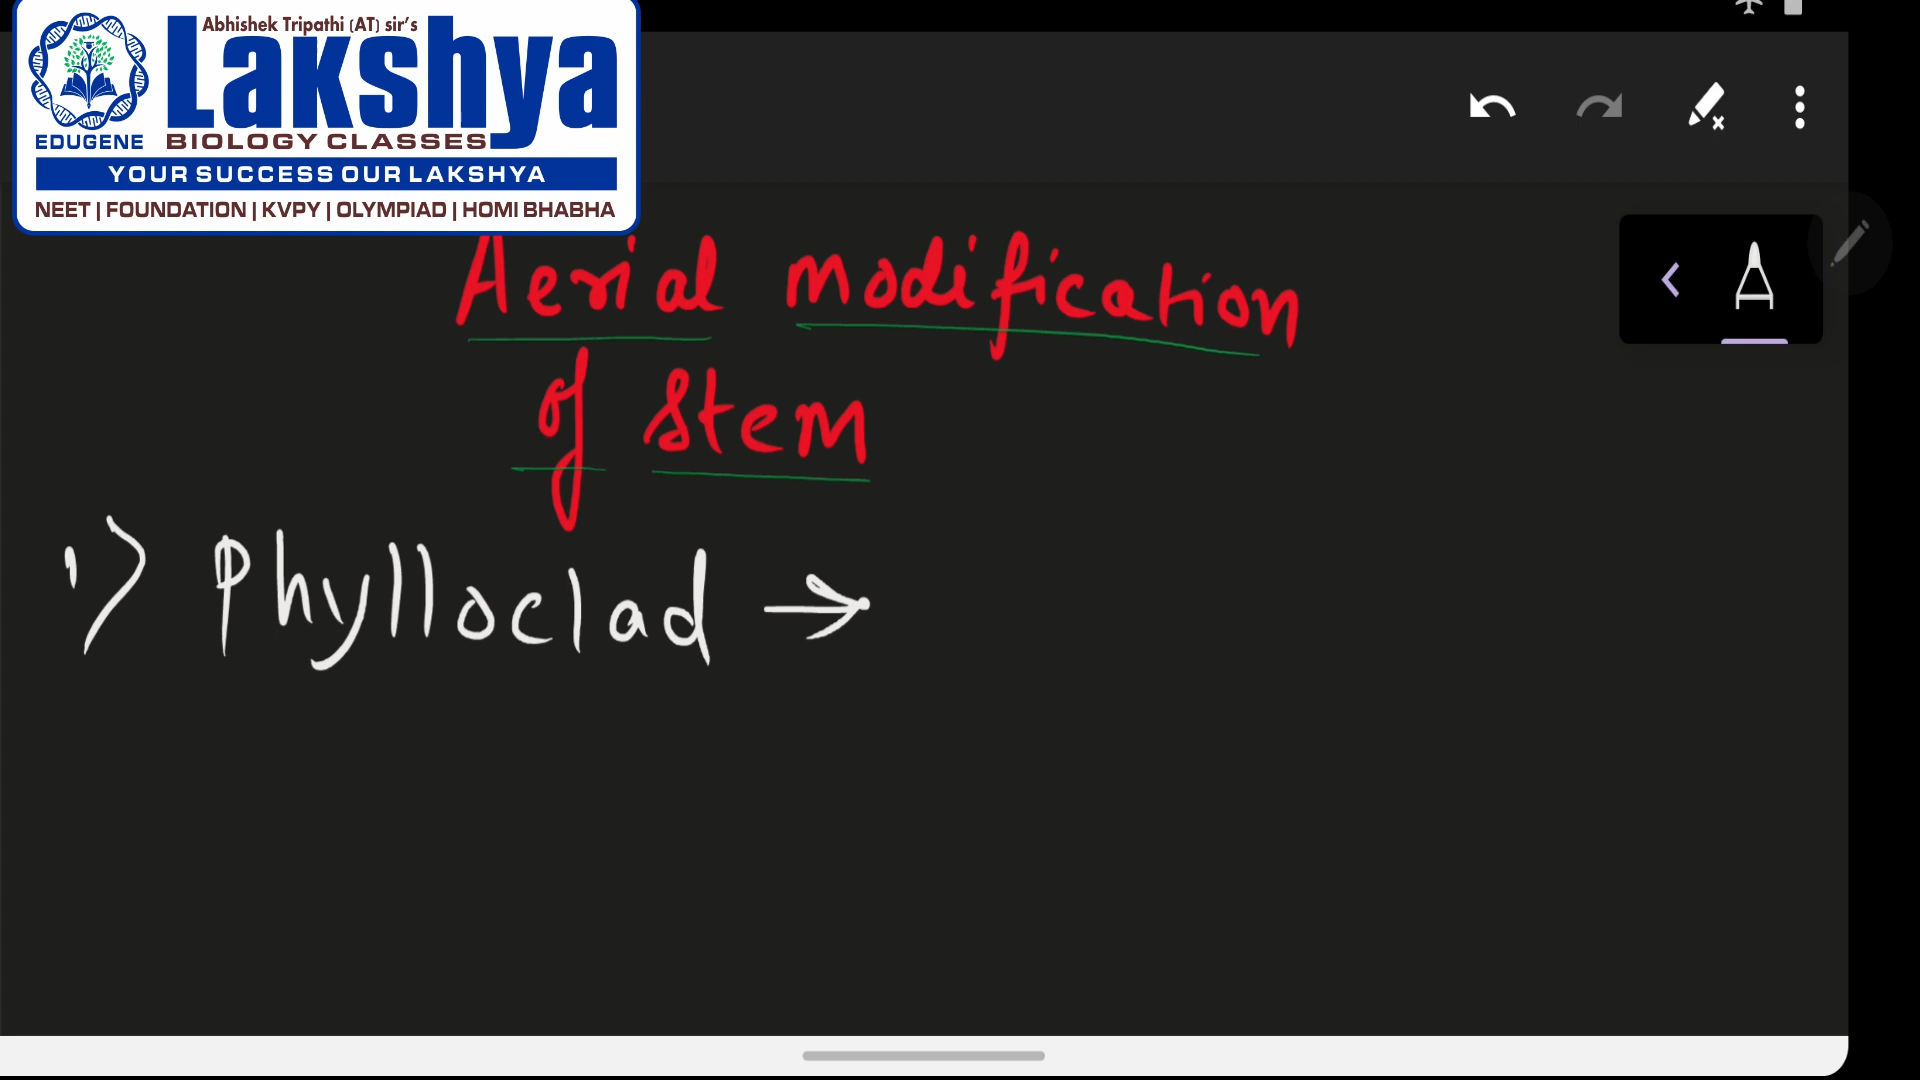 Abhishek Tripathi (AT) sir's
Lakshya
EDUGENE
BIOLOGY CLASSES
YOUR SUCCESS OUR LAKSHYA
NEET | FOUNDATION | KVPY | OLYMPIAD | HOMI BHABHA
Aerial modification
of stem
1) Phylloclad →